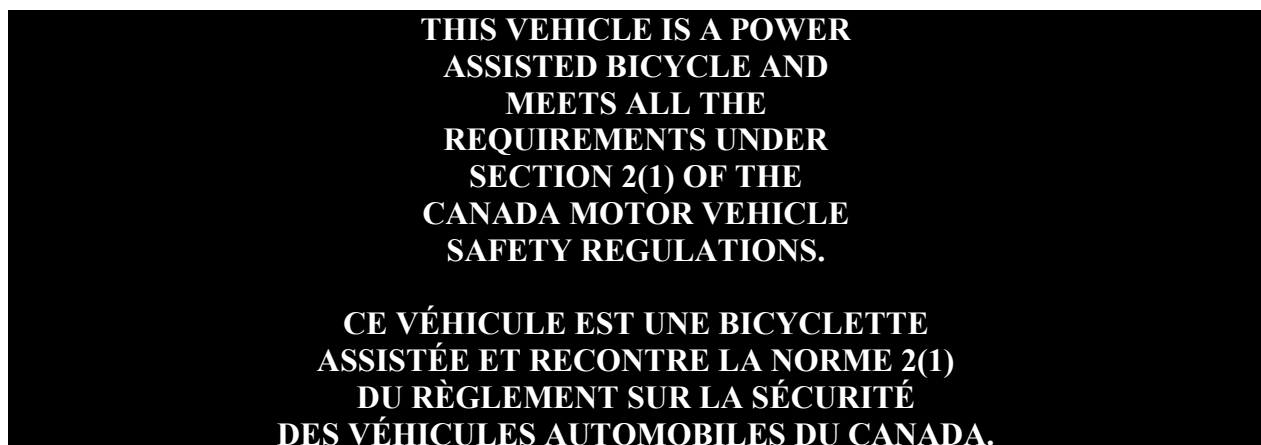 THIS VEHICLE IS A POWER
ASSISTED BICYCLE AND
MEETS ALL THE
REQUIREMENTS UNDER
SECTION 2(1) OF THE
CANADA MOTOR VEHICLE
SAFETY REGULATIONS.
CE VÉHICULE EST UNE BICYCLETTE
ASSISTÉE ET RECONTRE LA NORME 2(1)
DU RÈGLEMENT SUR LA SÉCURITÉ
DES VÉHICULES AUTOMOBILES DU CANADA.